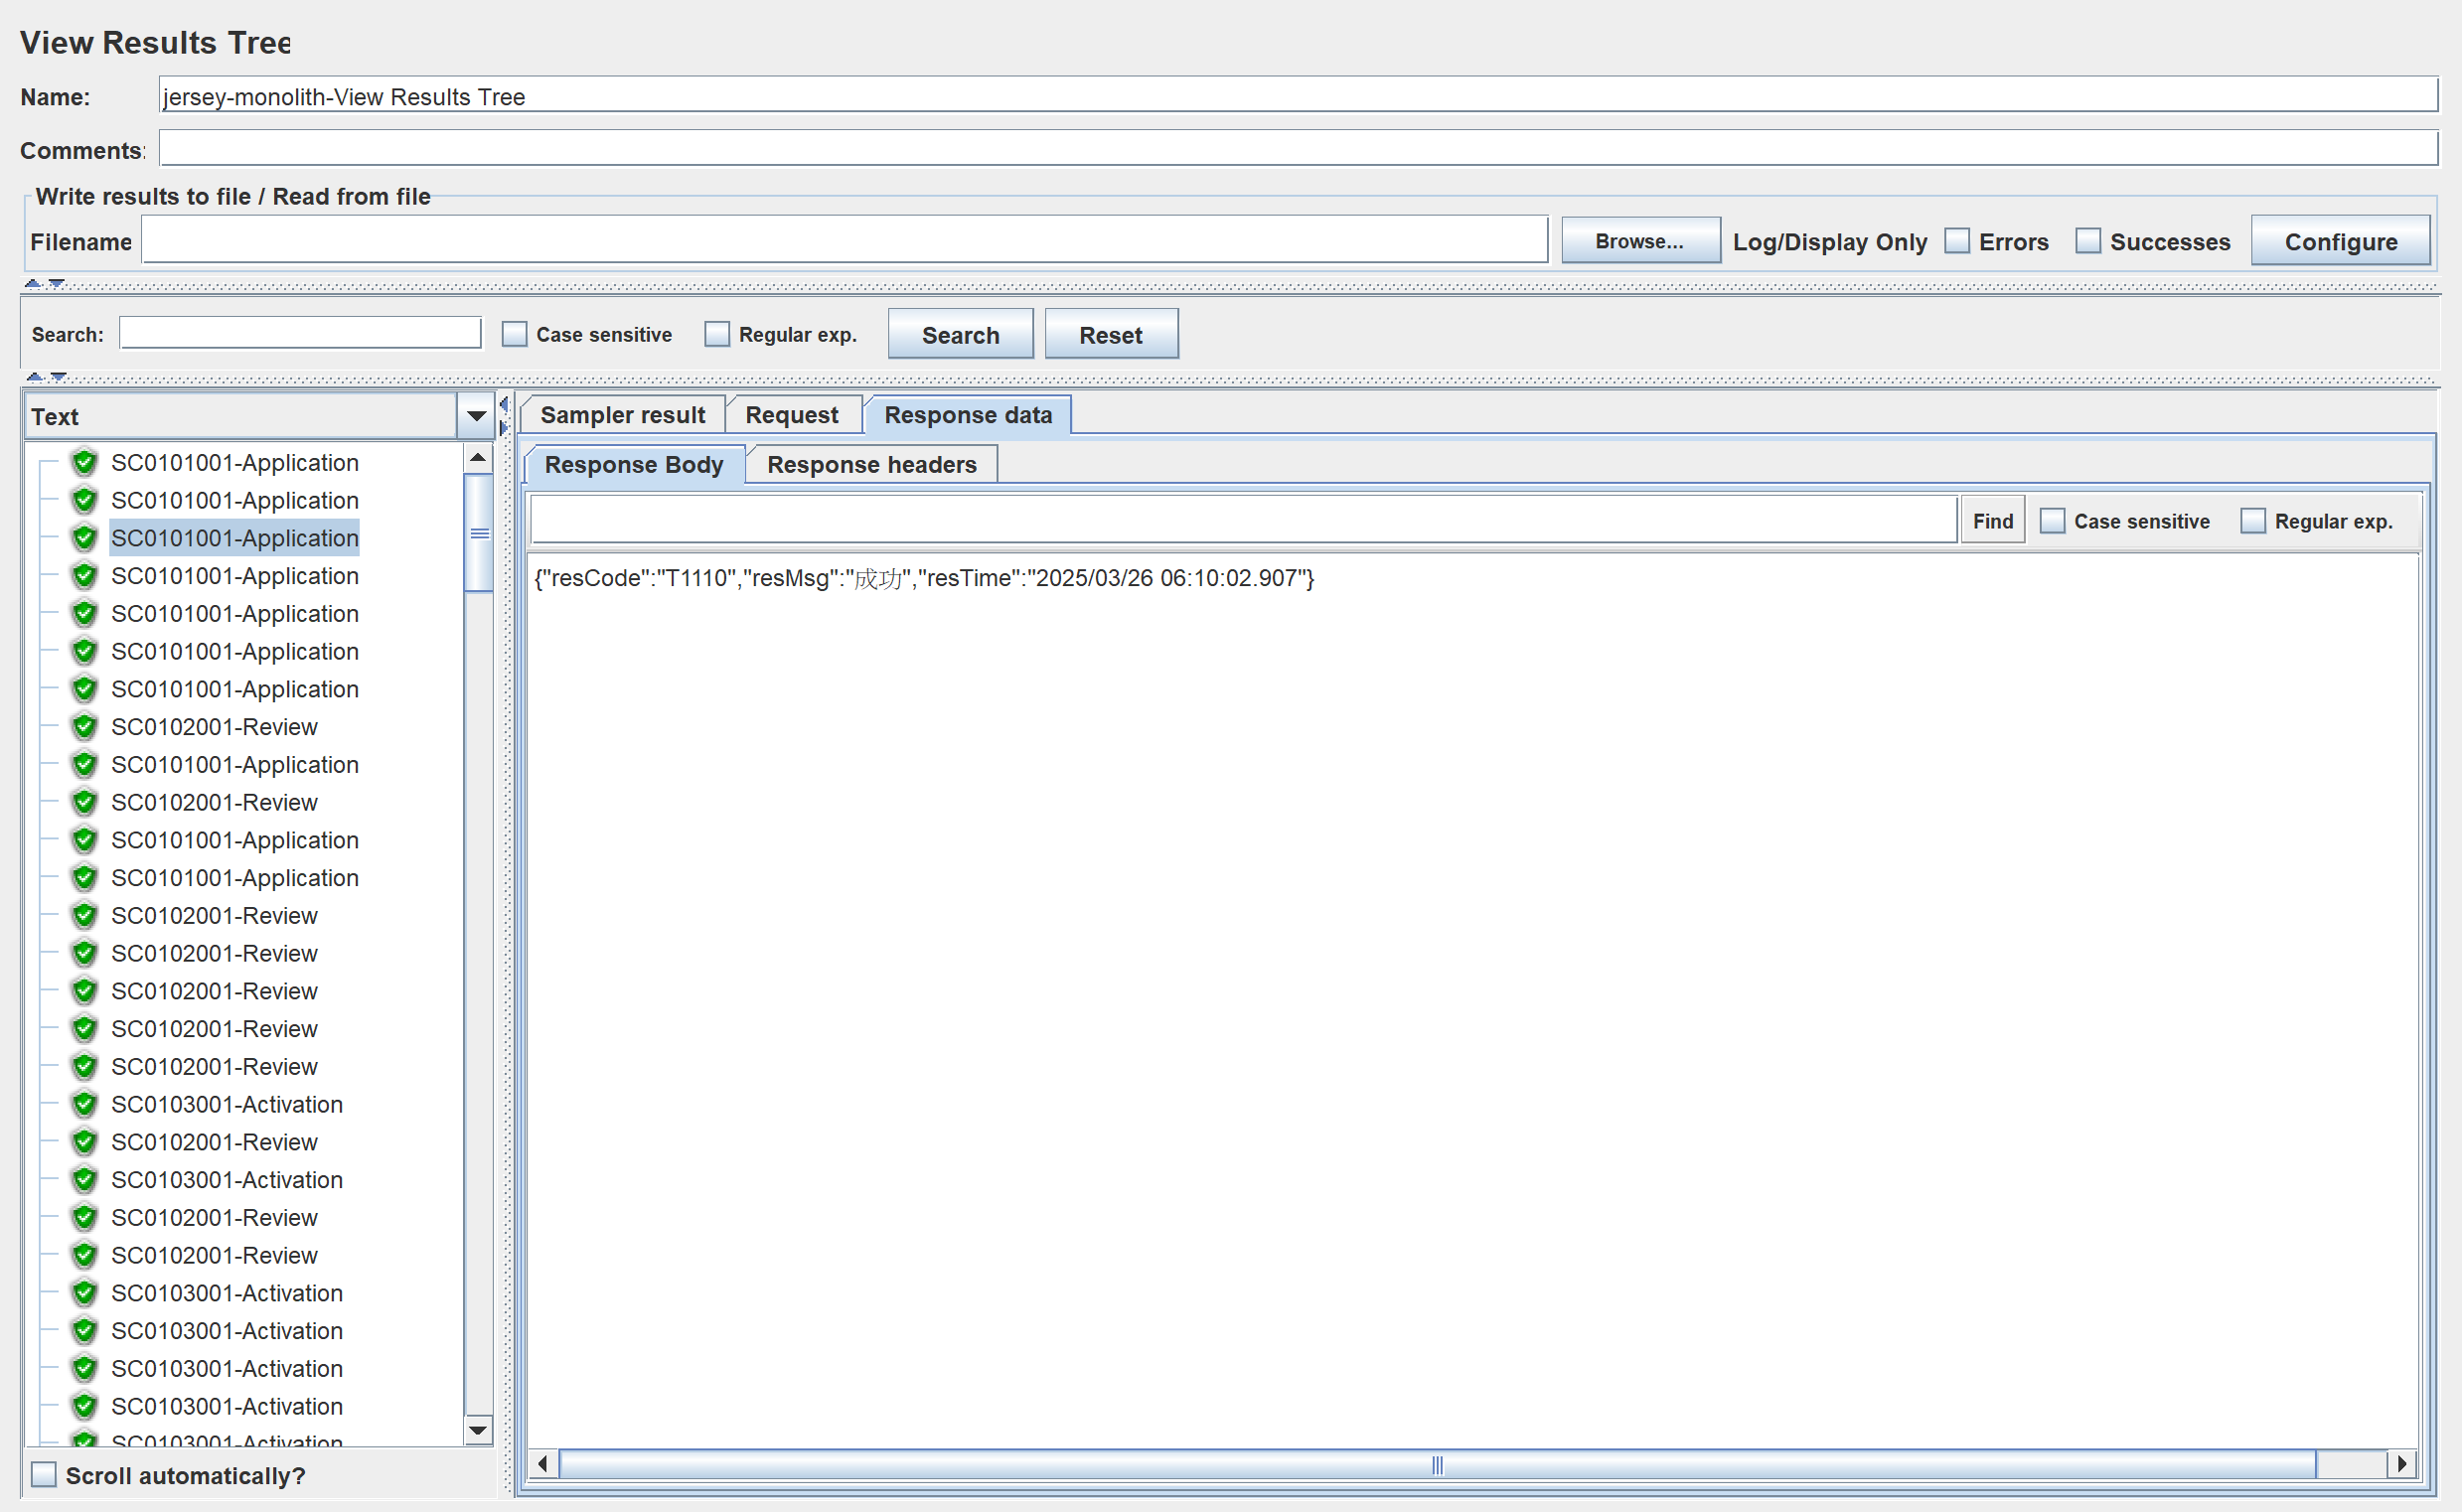 View Results Tree
Name: jersey-monolith-View Results Tree
Comments:
Write results to file / Read from file
Filename Browse... Log/Display Only Errors Successes Configure
Search: Case sensitive Regular exp. Search Reset
Text
SC0101001-Application
SC0101001-Application
SC0101001-Application
SC0101001-Application
SC0101001-Application
SC0101001-Application
SC0101001-Application
SC0102001-Review
SC0101001-Application
SC0102001-Review
SC0101001-Application
SC0101001-Application
SC0102001-Review
SC0102001-Review
SC0102001-Review
SC0102001-Review
SC0102001-Review
SC0103001-Activation
SC0102001-Review
SC0103001-Activation
SC0102001-Review
SC0102001-Review
SC0103001-Activation
SC0103001-Activation
SC0103001-Activation
SC0103001-Activation
SC0103001-Activation
Scroll automatically?
Sampler result Request Response data
Response Body Response headers
Find Case sensitive Regular exp.
{"resCode":"T1110","resMsg":"成功","resTime":"2025/03/26 06:10:02.907"}